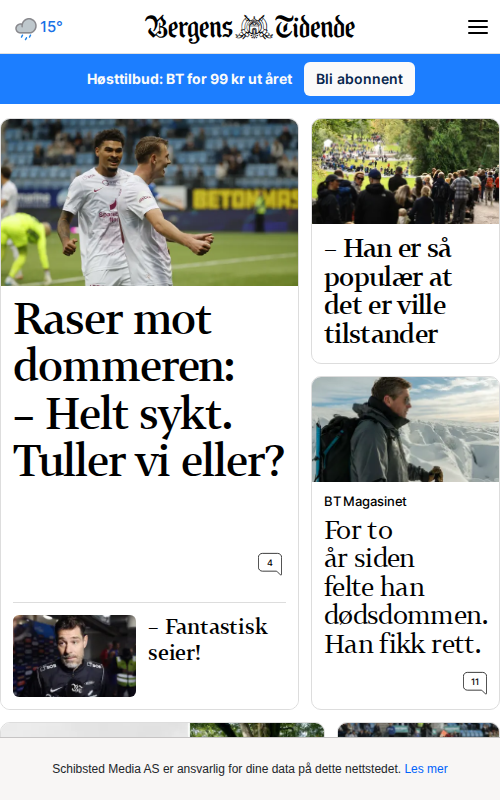 15°
Bergens Tidende
Høsttilbud: BT for 99 kr ut året
Bli abonnent
BETONMAS
Raser mot
dommeren:
– Helt sykt.
Tuller vi eller?
4
– Fantastisk
seier!
– Han er så
populær at
det er ville
tilstander
BT Magasinet
For to
år siden
felte han
dødsdommen.
Han fikk rett.
11
Schibsted Media AS er ansvarlig for dine data på dette nettstedet. Les mer